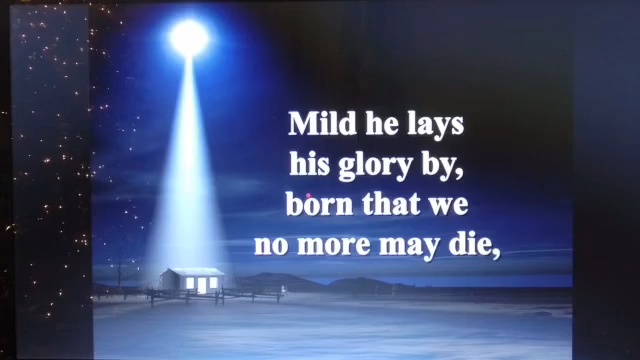 Mild he lays
his glory by,
born that we
no more may die,